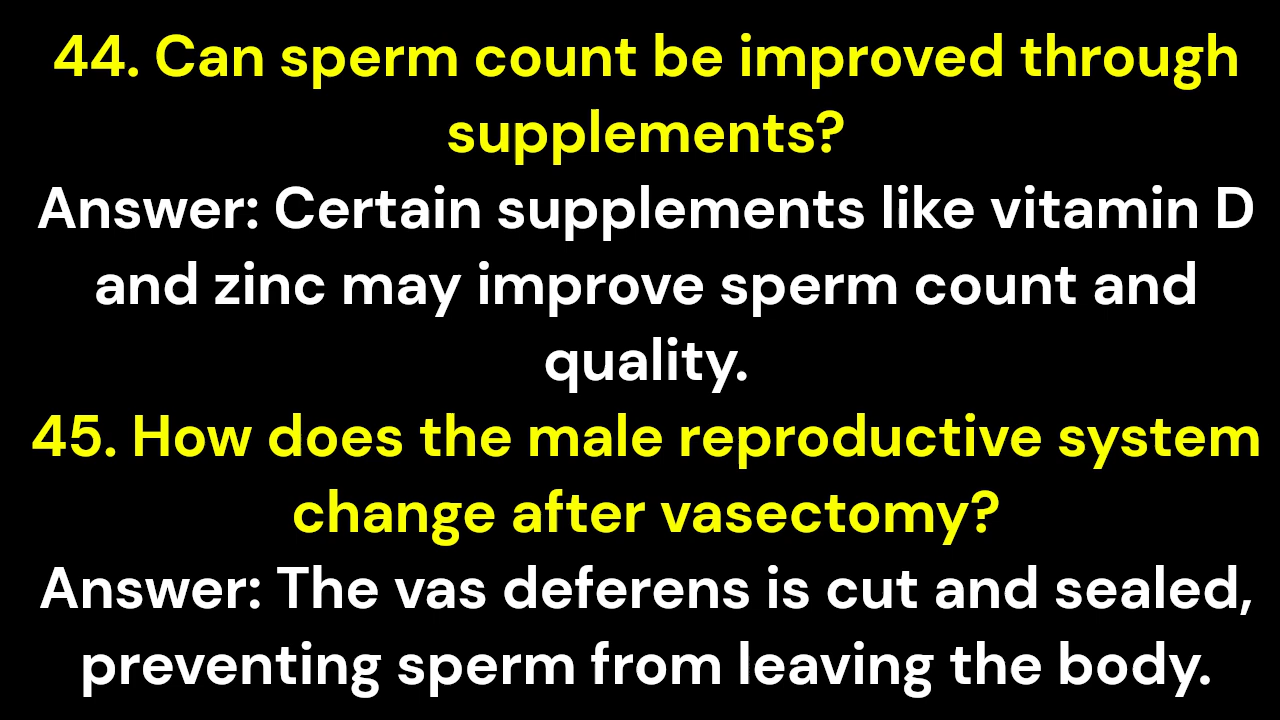 44. Can sperm count be improved through
supplements?
Answer: Certain supplements like vitamin D
and zinc may improve sperm count and
quality.
45. How does the male reproductive system
change after vasectomy?
Answer: The vas deferens is cut and sealed,
preventing sperm from leaving the body.